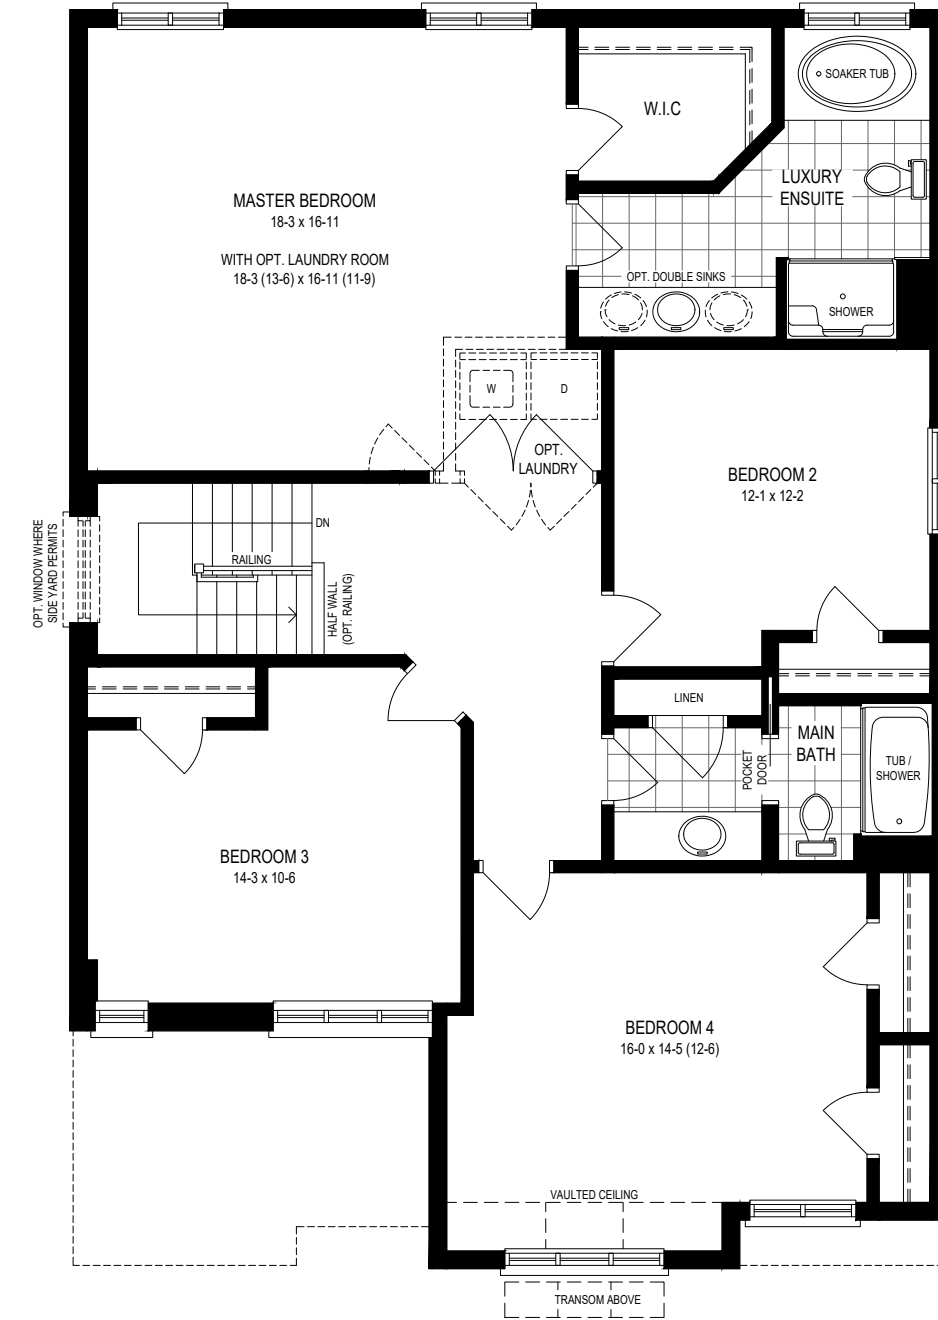 SOAKER TUB
W.I.C
LUXURY
ENSUITE
MASTER BEDROOM
18-3 x 16-11
WITH OPT. LAUNDRY ROOM
18-3 (13-6) x 16-11 (11-9)
OPT. DOUBLE SINKS
SHOWER
W
D
OPT.
LAUNDRY
BEDROOM 2
12-1 x 12-2
DN
RAILING
OPT. WINDOW WHERE
SIDE YARD PERMITS
HALF WALL
(OPT. RAILING)
LINEN
MAIN
BATH
POCKET
DOOR
TUB /
SHOWER
BEDROOM 3
14-3 x 10-6
BEDROOM 4
16-0 x 14-5 (12-6)
VAULTED CEILING
TRANSOM ABOVE